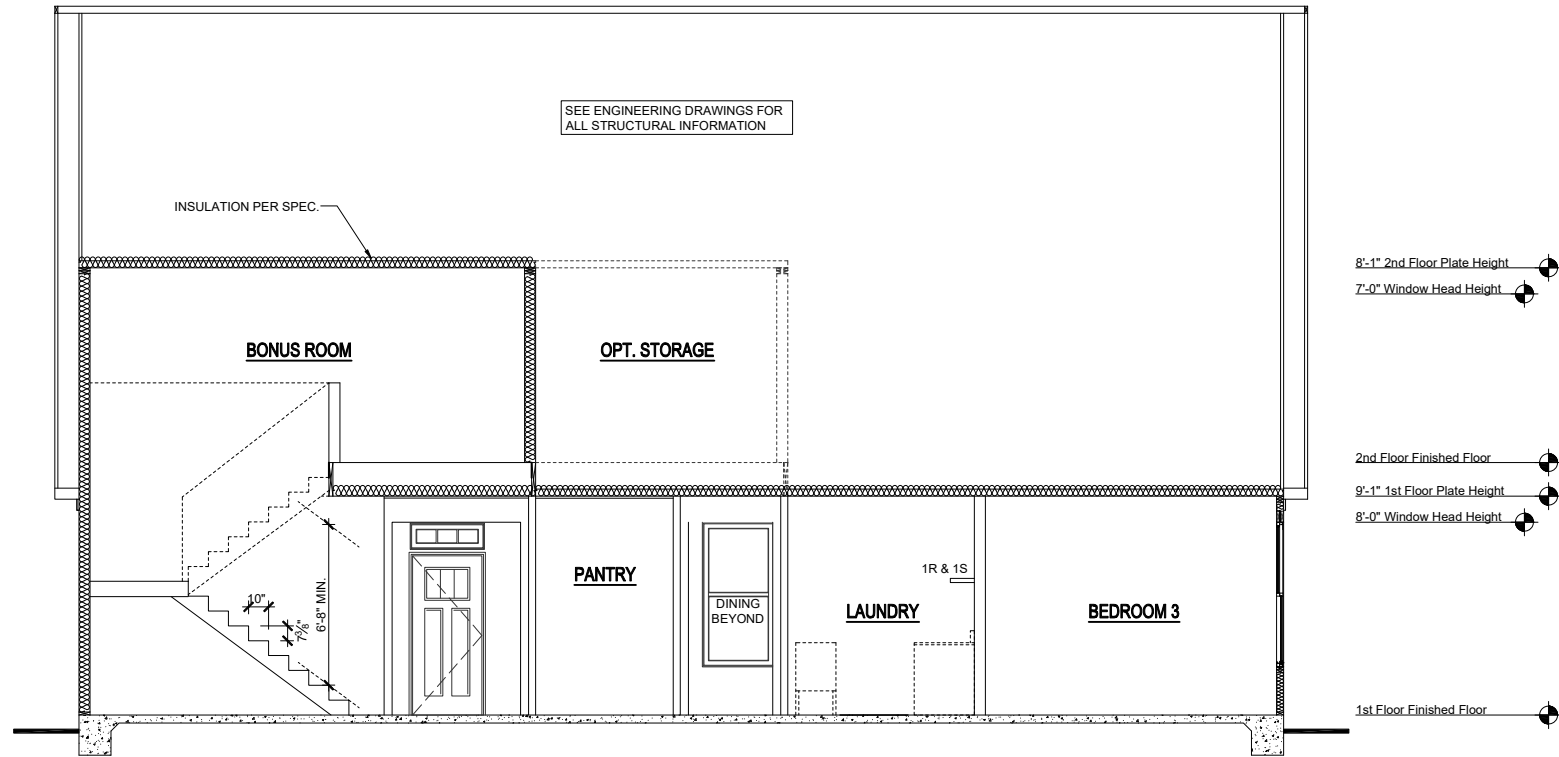 SEE ENGINEERING DRAWINGS FOR
ALL STRUCTURAL INFORMATION
INSULATION PER SPEC.
8'-1" 2nd Floor Plate Height
7'-0" Window Head Height
BONUS ROOM
OPT. STORAGE
2nd Floor Finished Floor
9'-1" 1st Floor Plate Height
8'-0" Window Head Height
1R & 1S
PANTRY
10"
7 3/8"
6'-8" MIN.
DINING
BEYOND
LAUNDRY
BEDROOM 3
1st Floor Finished Floor